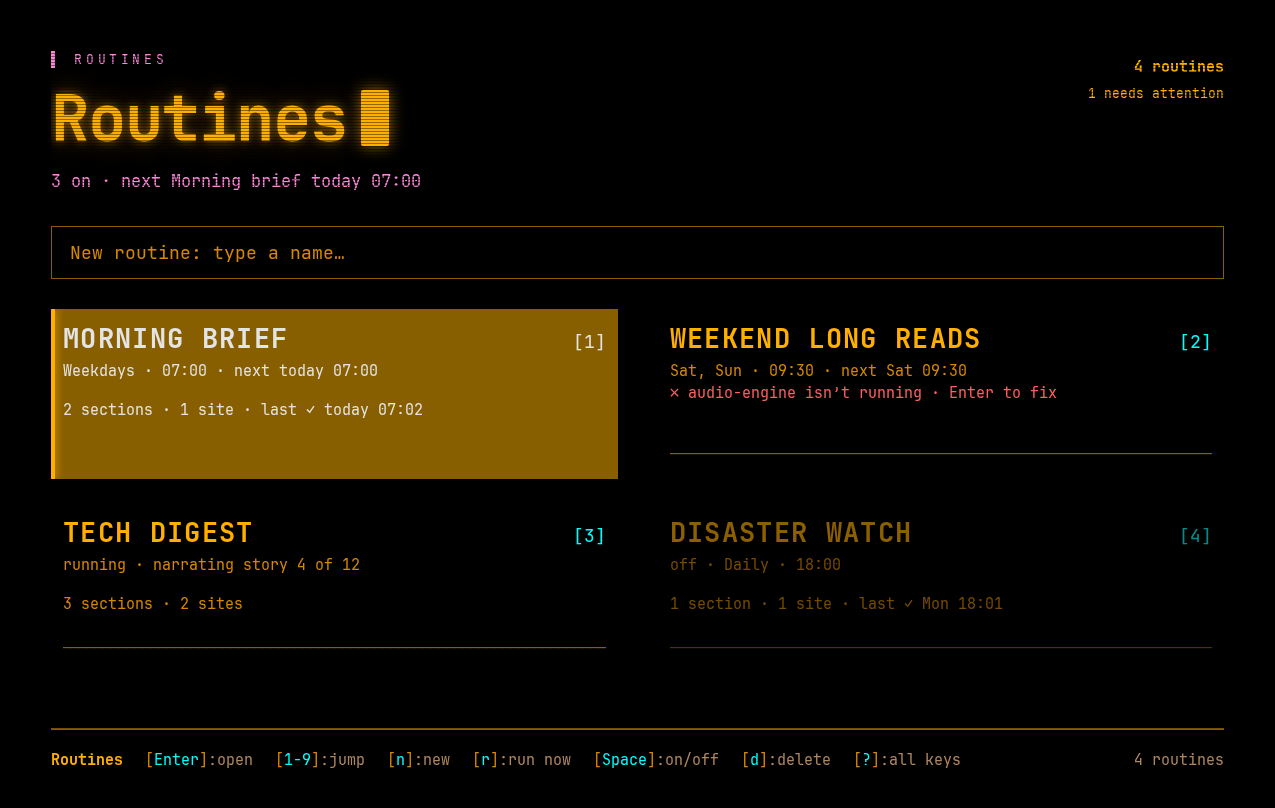 ROUTINES
4 routines
Routines
1 needs attention
3 on · next Morning brief today 07:00
New routine: type a name…
MORNING BRIEF [1]
Weekdays · 07:00 · next today 07:00
2 sections · 1 site · last ✓ today 07:02
WEEKEND LONG READS [2]
Sat, Sun · 09:30 · next Sat 09:30
✕ audio-engine isn’t running · Enter to fix
TECH DIGEST [3]
running · narrating story 4 of 12
3 sections · 2 sites
DISASTER WATCH [4]
off · Daily · 18:00
1 section · 1 site · last ✓ Mon 18:01
Routines [Enter]:open [1-9]:jump [n]:new [r]:run now [Space]:on/off [d]:delete [?]:all keys 4 routines